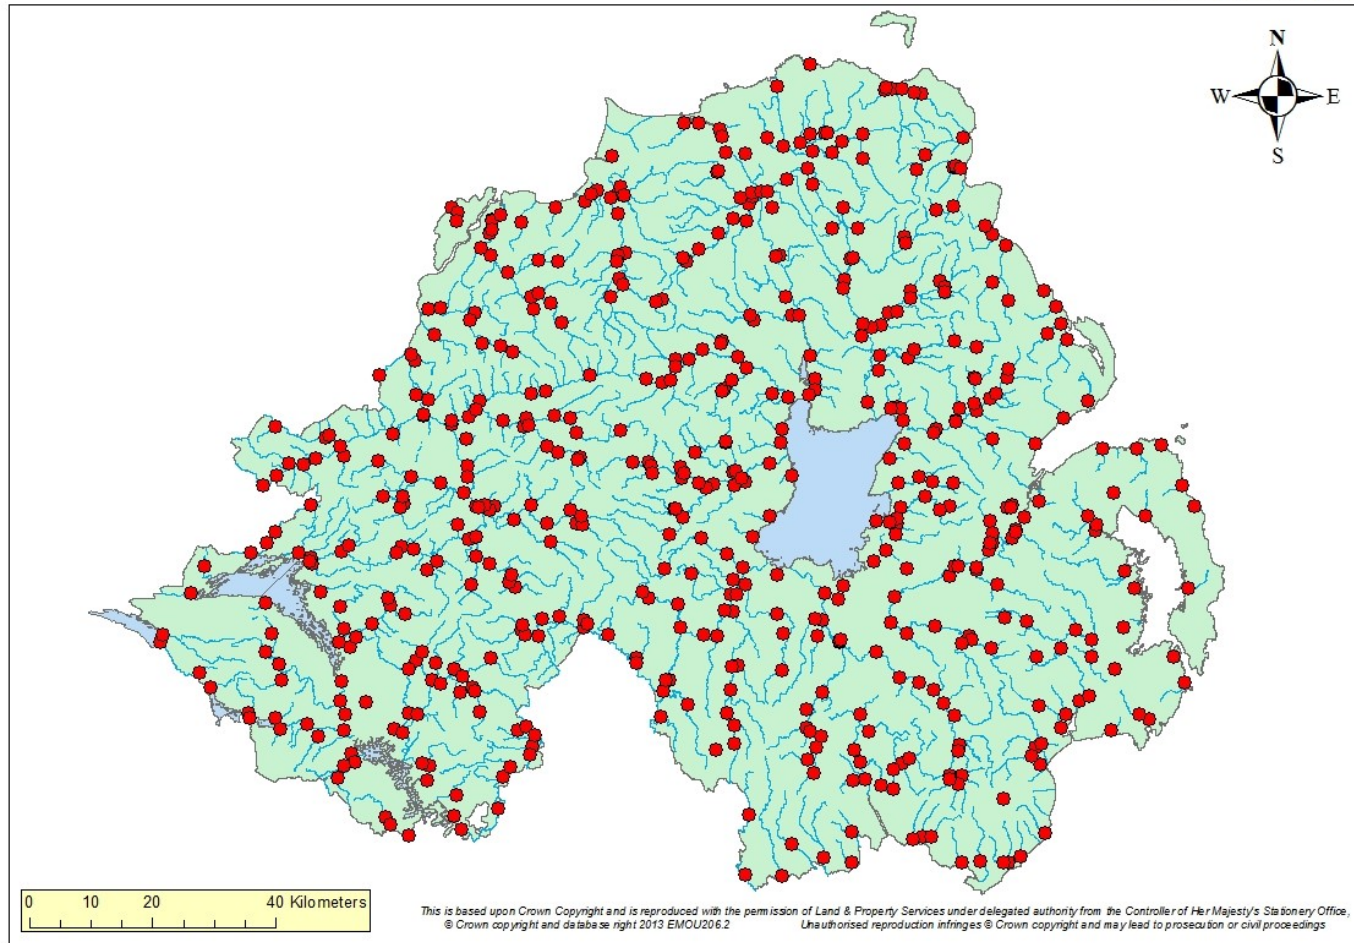 N
W E
S
0 10 20 40 Kilometers
This is based upon Crown Copyright and is reproduced with the permission of Land & Property Services under delegated authority from the Controller of Her Majesty's Stationery Office,
© Crown copyright and database right 2013 EMOU206.2 Unauthorised reproduction infringes © Crown copyright and may lead to prosecution or civil proceedings